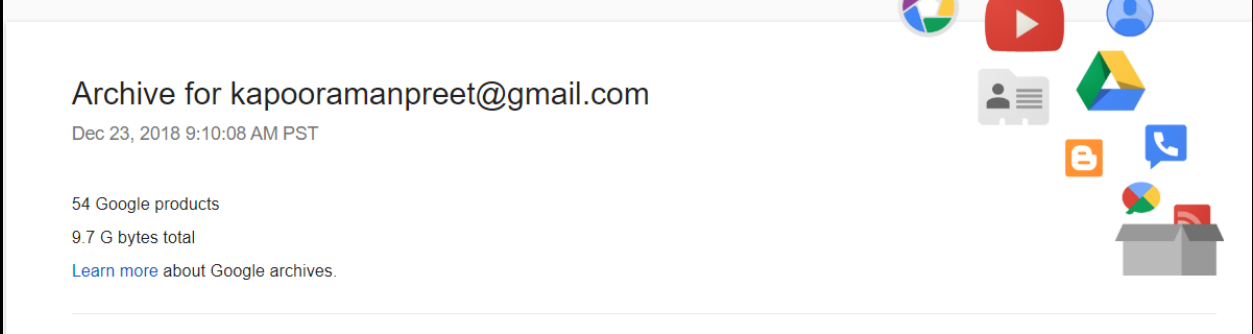 Archive for kapooramanpreet@gmail.com
Dec 23, 2018 9:10:08 AM PST
54 Google products
9.7 G bytes total
Learn more about Google archives.